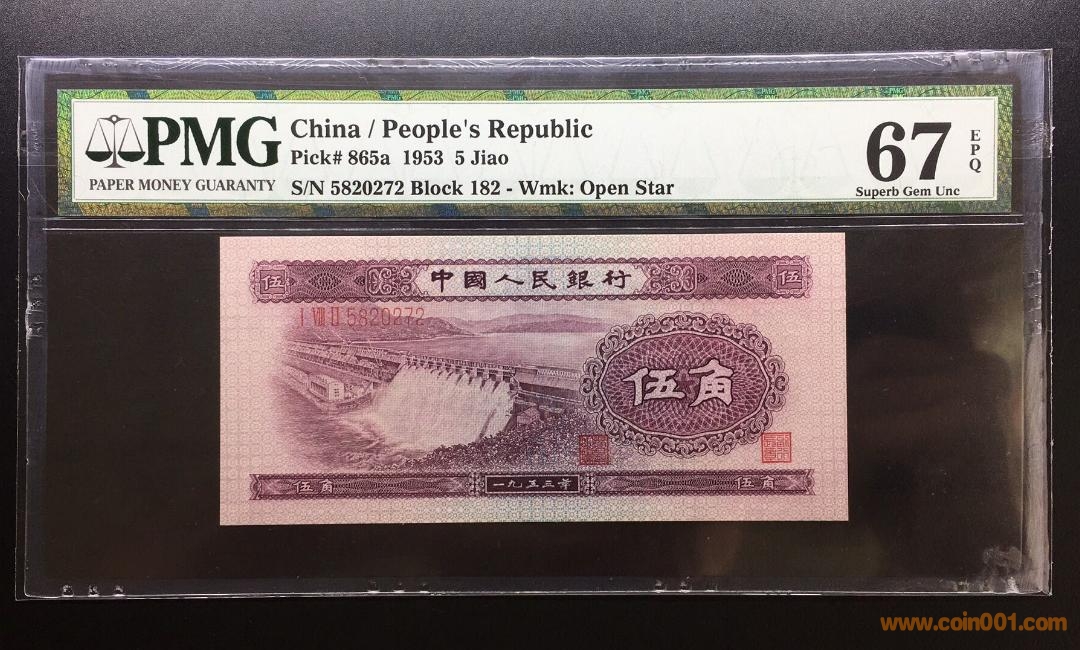 PMG
PAPER MONEY GUARANTY
China / People's Republic
Pick# 865a 1953 5 Jiao
S/N 5820272 Block 182 - Wmk: Open Star
67
EPQ
Superb Gem Unc
伍
中國人民銀行
伍
I VIII II 5820272
伍角
伍角
一九五三年
伍角
www.coin001.com